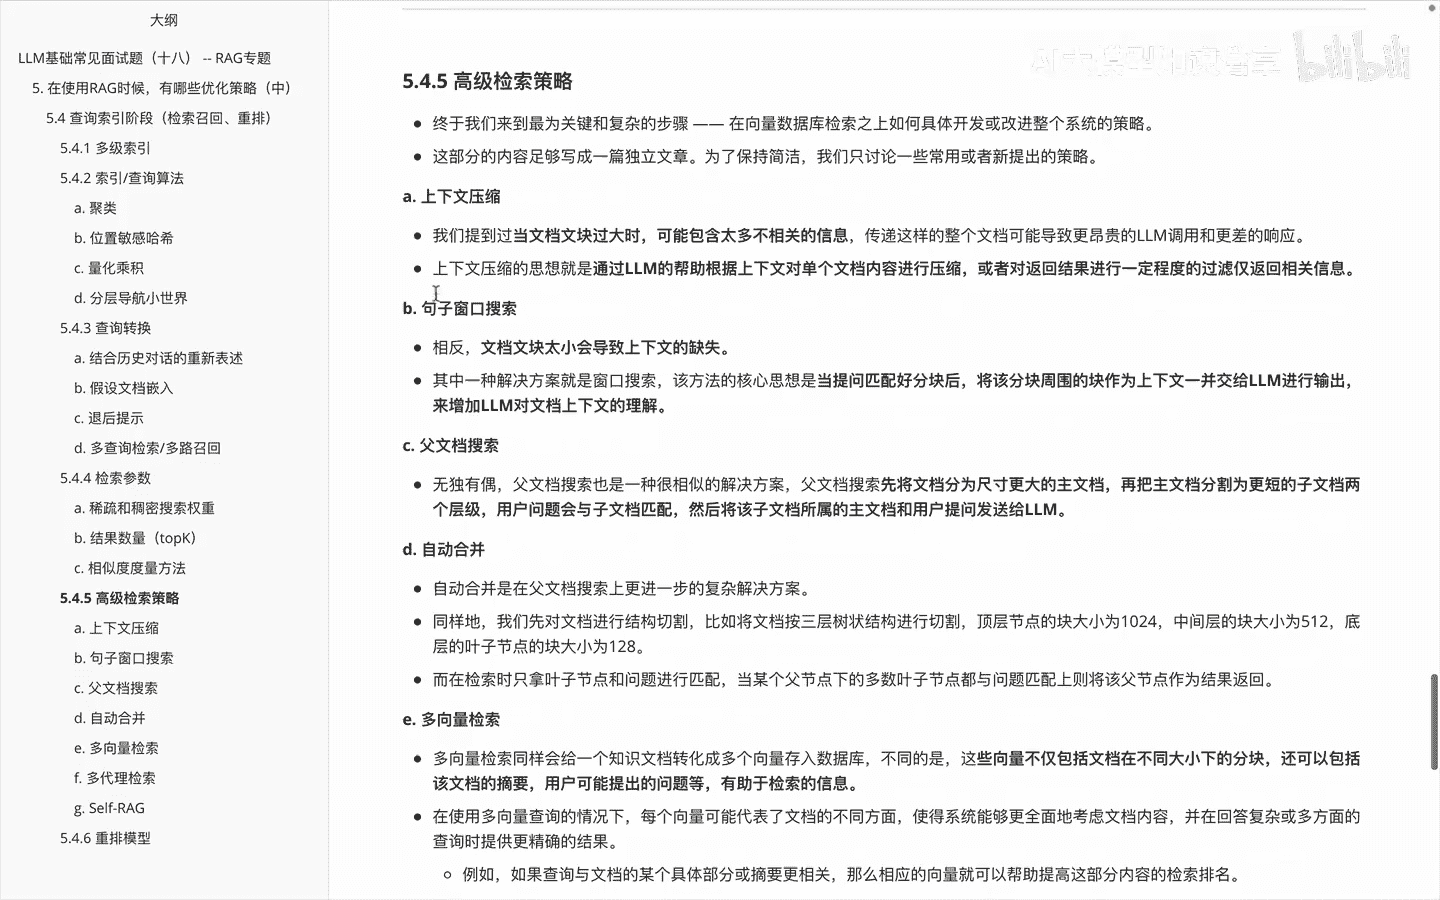 大纲
LLM基础常见面试题（十八） -- RAG专题
5. 在使用RAG时候，有哪些优化策略（中）
5.4 查询索引阶段（检索召回、重排）
5.4.1 多级索引
5.4.2 索引/查询算法
a. 聚类
b. 位置敏感哈希
c. 量化乘积
d. 分层导航小世界
5.4.3 查询转换
a. 结合历史对话的重新表述
b. 假设文档嵌入
c. 退后提示
d. 多查询检索/多路召回
5.4.4 检索参数
a. 稀疏和稠密搜索权重
b. 结果数量（topK）
c. 相似度度量方法
5.4.5 高级检索策略
a. 上下文压缩
b. 句子窗口搜索
c. 父文档搜索
d. 自动合并
e. 多向量检索
f. 多代理检索
g. Self-RAG
5.4.6 重排模型
bilibili
5.4.5 高级检索策略
● 终于我们来到最为关键和复杂的步骤 —— 在向量数据库检索之上如何具体开发或改进整个系统的策略。
● 这部分的内容足够写成一篇独立文章。为了保持简洁，我们只讨论一些常用或者新提出的策略。
a. 上下文压缩
● 我们提到过当文档文块过大时，可能包含太多不相关的信息，传递这样的整个文档可能导致更昂贵的LLM调用和更差的响应。
● 上下文压缩的思想就是通过LLM的帮助根据上下文对单个文档内容进行压缩，或者对返回结果进行一定程度的过滤仅返回相关信息。
b. 句子窗口搜索
● 相反，文档文块太小会导致上下文的缺失。
● 其中一种解决方案就是窗口搜索，该方法的核心思想是当提问匹配好分块后，将该分块周围的块作为上下文一并交给LLM进行输出，
来增加LLM对文档上下文的理解。
c. 父文档搜索
● 无独有偶，父文档搜索也是一种很相似的解决方案，父文档搜索先将文档分为尺寸更大的主文档，再把主文档分割为更短的子文档两
个层级，用户问题会与子文档匹配，然后将该子文档所属的主文档和用户提问发送给LLM。
d. 自动合并
● 自动合并是在父文档搜索上更进一步的复杂解决方案。
● 同样地，我们先对文档进行结构切割，比如将文档按三层树状结构进行切割，顶层节点的块大小为1024，中间层的块大小为512，底
层的叶子节点的块大小为128。
● 而在检索时只拿叶子节点和问题进行匹配，当某个父节点下的多数叶子节点都与问题匹配上则将该父节点作为结果返回。
e. 多向量检索
● 多向量检索同样会给一个知识文档转化成多个向量存入数据库，不同的是，这些向量不仅包括文档在不同大小下的分块，还可以包括
该文档的摘要，用户可能提出的问题等，有助于检索的信息。
● 在使用多向量查询的情况下，每个向量可能代表了文档的不同方面，使得系统能够更全面地考虑文档内容，并在回答复杂或多方面的
查询时提供更精确的结果。
○ 例如，如果查询与文档的某个具体部分或摘要更相关，那么相应的向量就可以帮助提高这部分内容的检索排名。